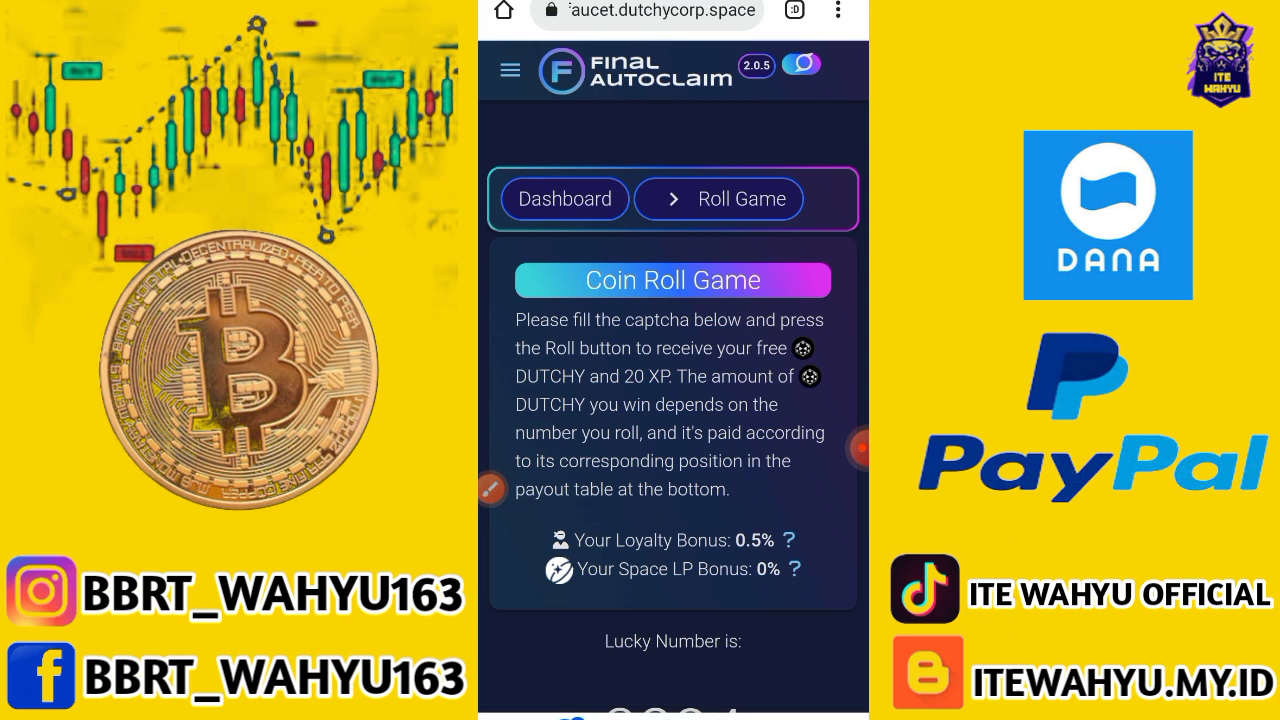 BUY
BUY
ITE
WAHYU
:D
faucet.dutchycorp.space
FINAL
AUTOCLAIM
2.0.5
Dashboard
Roll Game
Coin Roll Game
Please fill the captcha below and press
the Roll button to receive your free
DUTCHY and 20 XP. The amount of
DUTCHY you win depends on the
number you roll, and it's paid according
to its corresponding position in the
payout table at the bottom.
Your Loyalty Bonus: 0.5% ?
Your Space LP Bonus: 0% ?
Lucky Number is:
DANA
PayPal
BBRT_WAHYU163
BBRT_WAHYU163
ITE WAHYU OFFICIAL
ITEWAHYU.MY.ID